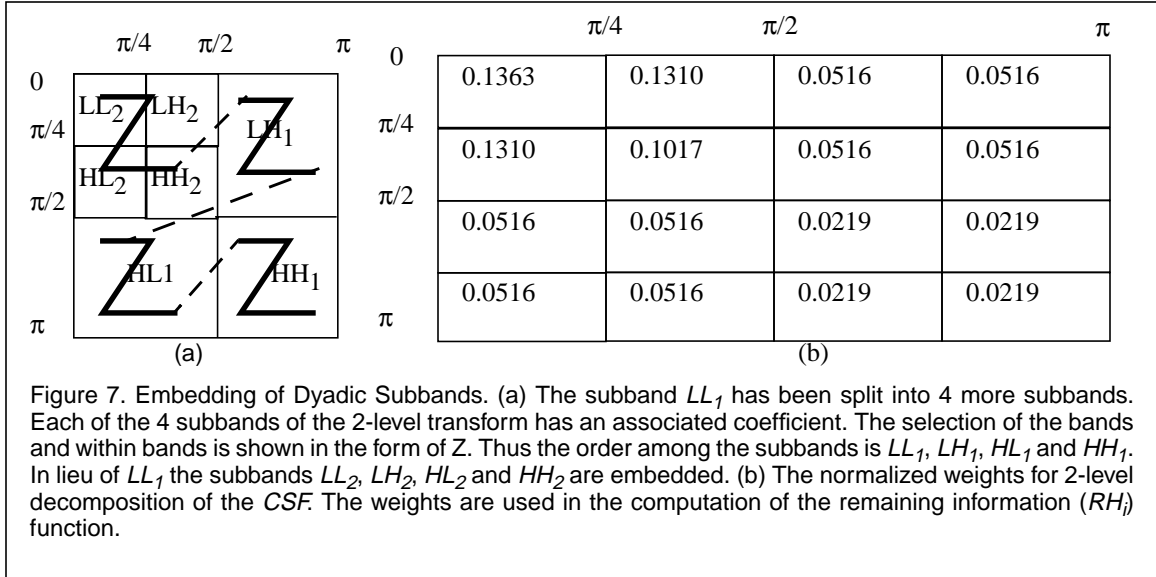 π/4 π/2 π
0
LL2 LH2
π/4
LH1
HL2 HH2
π/2
HL1 HH1
π
(a)
π/4 π/2 π
0
0.1363 0.1310 0.0516 0.0516
π/4
0.1310 0.1017 0.0516 0.0516
π/2
0.0516 0.0516 0.0219 0.0219
0.0516 0.0516 0.0219 0.0219
π
(b)
Figure 7. Embedding of Dyadic Subbands. (a) The subband LL1 has been split into 4 more subbands.
Each of the 4 subbands of the 2-level transform has an associated coefficient. The selection of the bands
and within bands is shown in the form of Z. Thus the order among the subbands is LL1, LH1, HL1 and HH1.
In lieu of LL1 the subbands LL2, LH2, HL2 and HH2 are embedded. (b) The normalized weights for 2-level
decomposition of the CSF. The weights are used in the computation of the remaining information (RHi)
function.